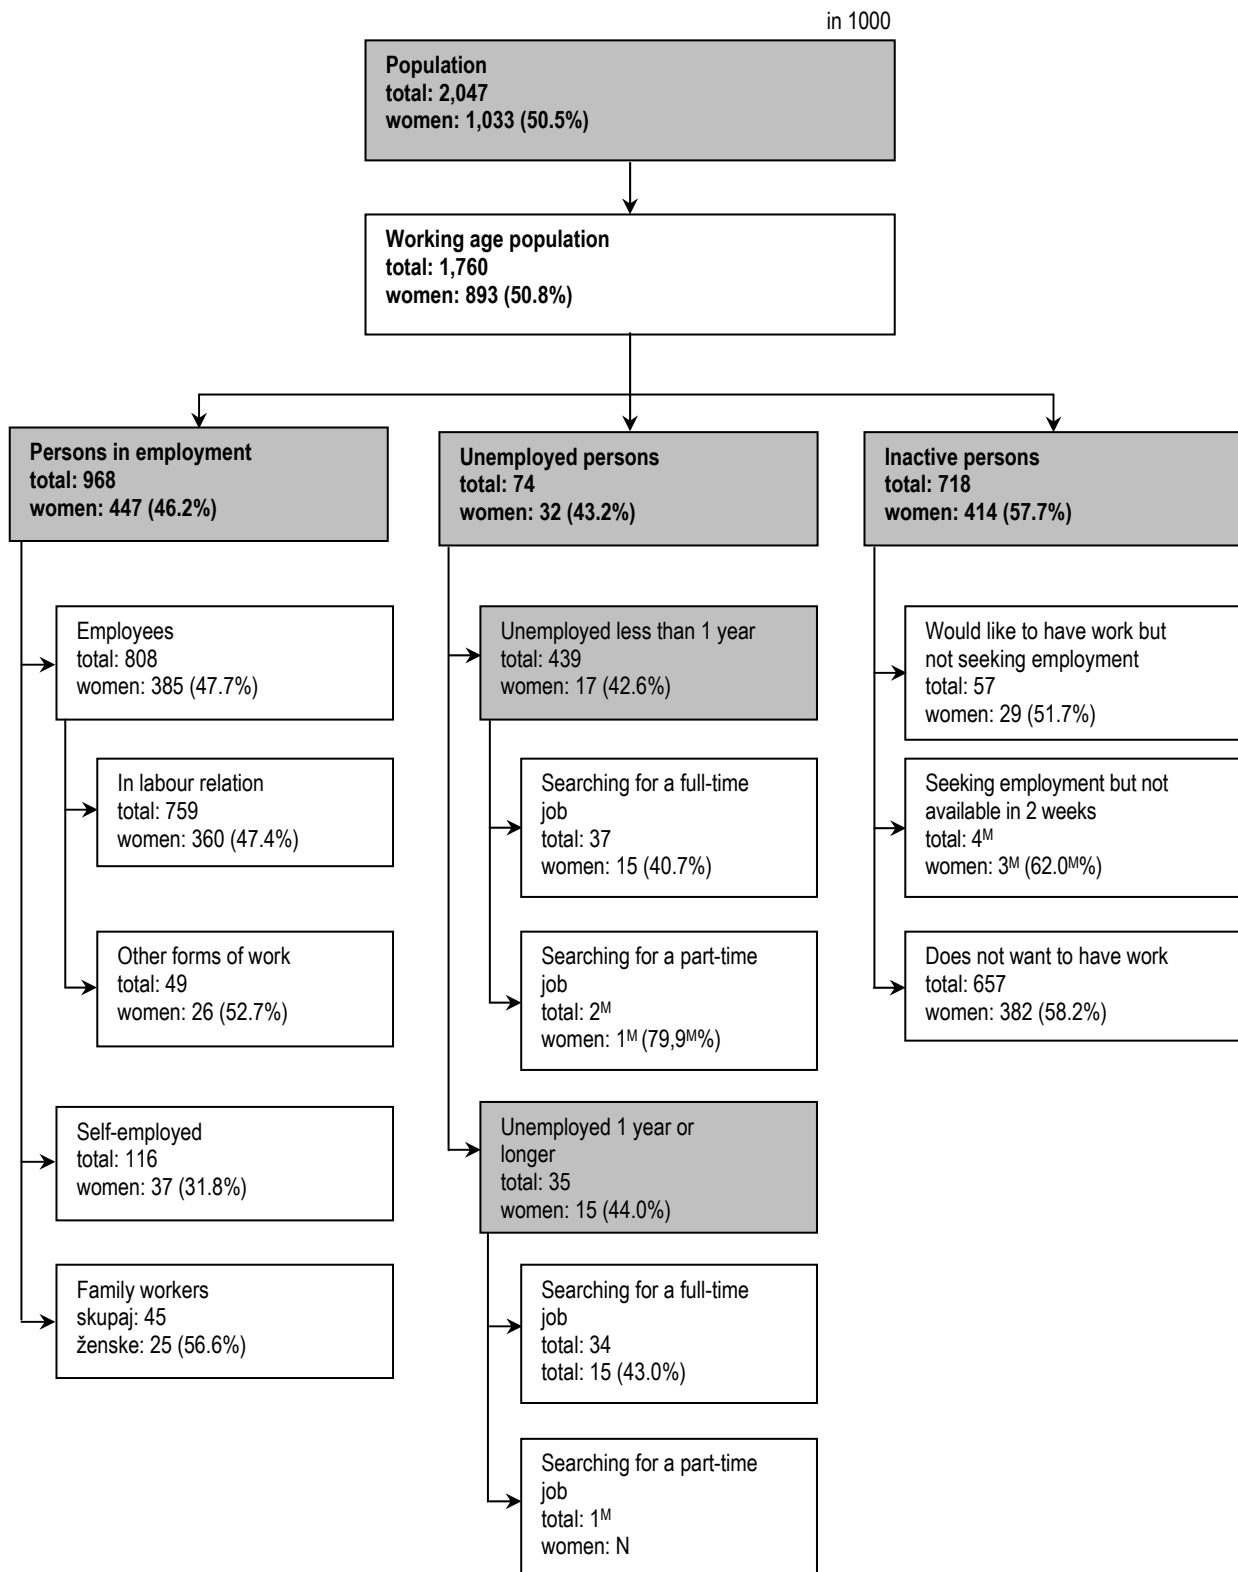 in 1000
Population
total: 2,047
women: 1,033 (50.5%)
Working age population
total: 1,760
women: 893 (50.8%)
Persons in employment
total: 968
women: 447 (46.2%)
Employees
total: 808
women: 385 (47.7%)
In labour relation
total: 759
women: 360 (47.4%)
Other forms of work
total: 49
women: 26 (52.7%)
Self-employed
total: 116
women: 37 (31.8%)
Family workers
skupaj: 45
ženske: 25 (56.6%)
Unemployed persons
total: 74
women: 32 (43.2%)
Unemployed less than 1 year
total: 439
women: 17 (42.6%)
Searching for a full-time
job
total: 37
women: 15 (40.7%)
Searching for a part-time
job
total: 2ᴹ
women: 1ᴹ (79,9ᴹ%)
Unemployed 1 year or
longer
total: 35
women: 15 (44.0%)
Searching for a full-time
job
total: 34
total: 15 (43.0%)
Searching for a part-time
job
total: 1ᴹ
women: N
Inactive persons
total: 718
women: 414 (57.7%)
Would like to have work but
not seeking employment
total: 57
women: 29 (51.7%)
Seeking employment but not
available in 2 weeks
total: 4ᴹ
women: 3ᴹ (62.0ᴹ%)
Does not want to have work
total: 657
women: 382 (58.2%)